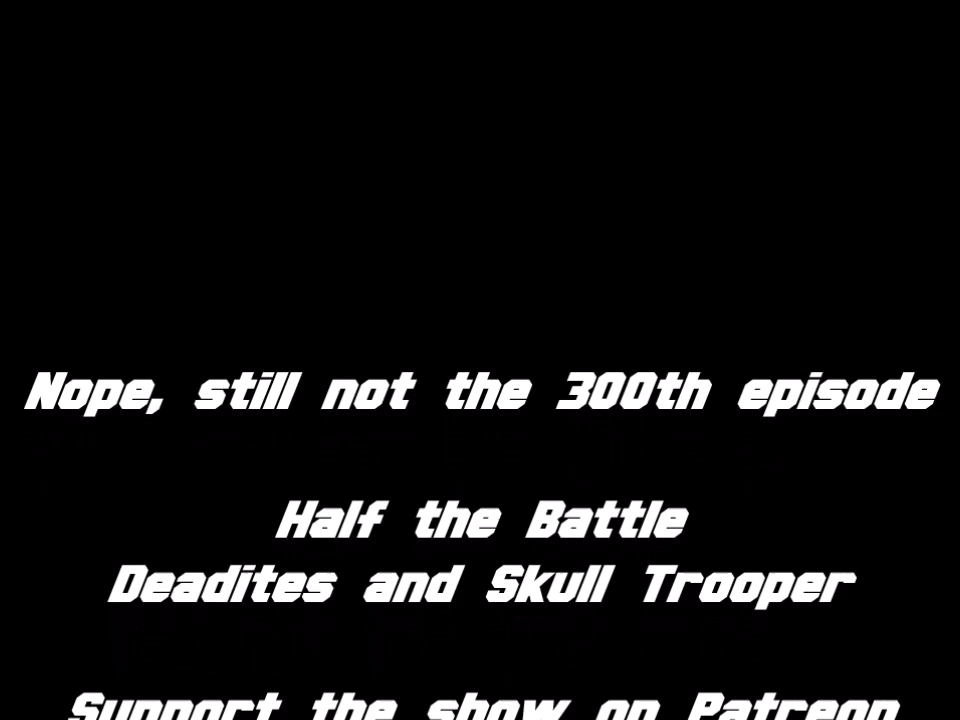 Nope, still not the 300th episode
Half the Battle
Deadites and Skull Trooper
Support the show on Patreon